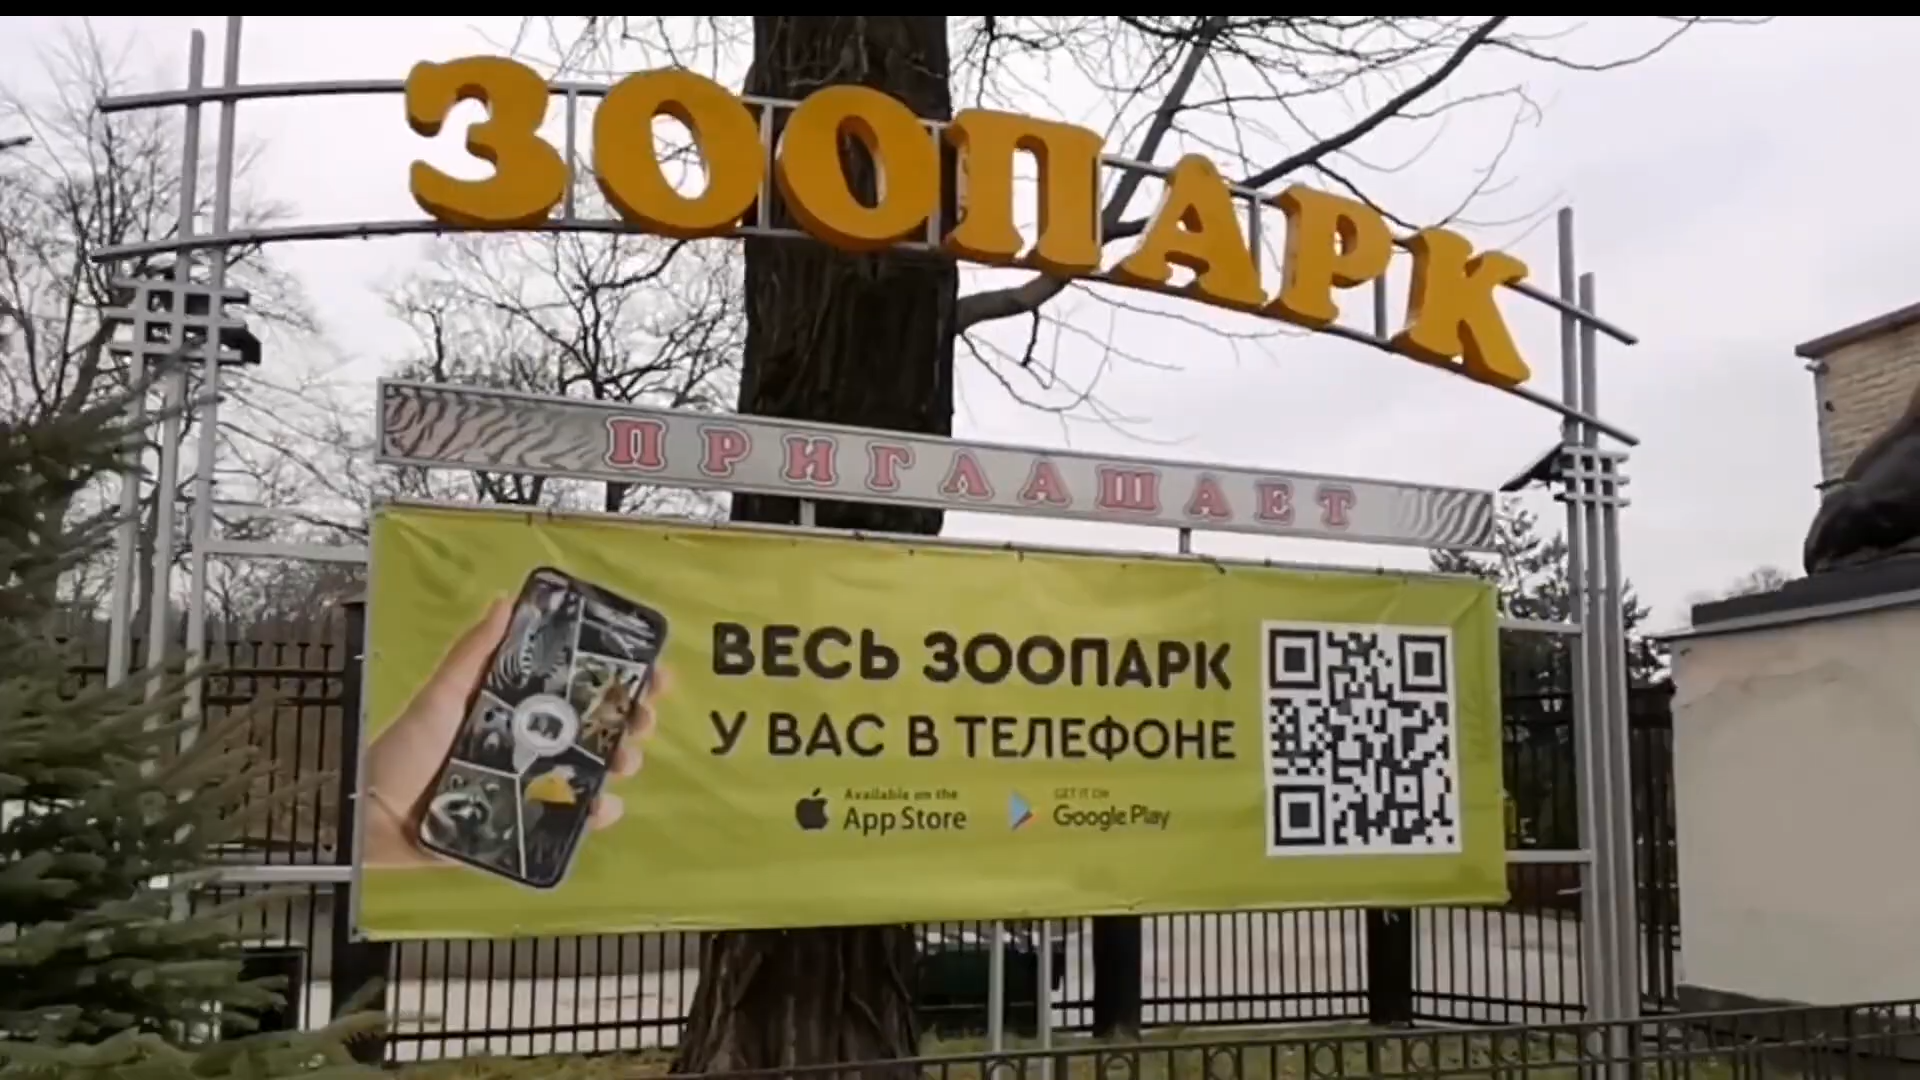 ЗООПАРК
ПРИГЛАШАЕТ
ВЕСЬ ЗООПАРК
У ВАС В ТЕЛЕФОНЕ
Available on the
App Store
GET IT ON
Google Play